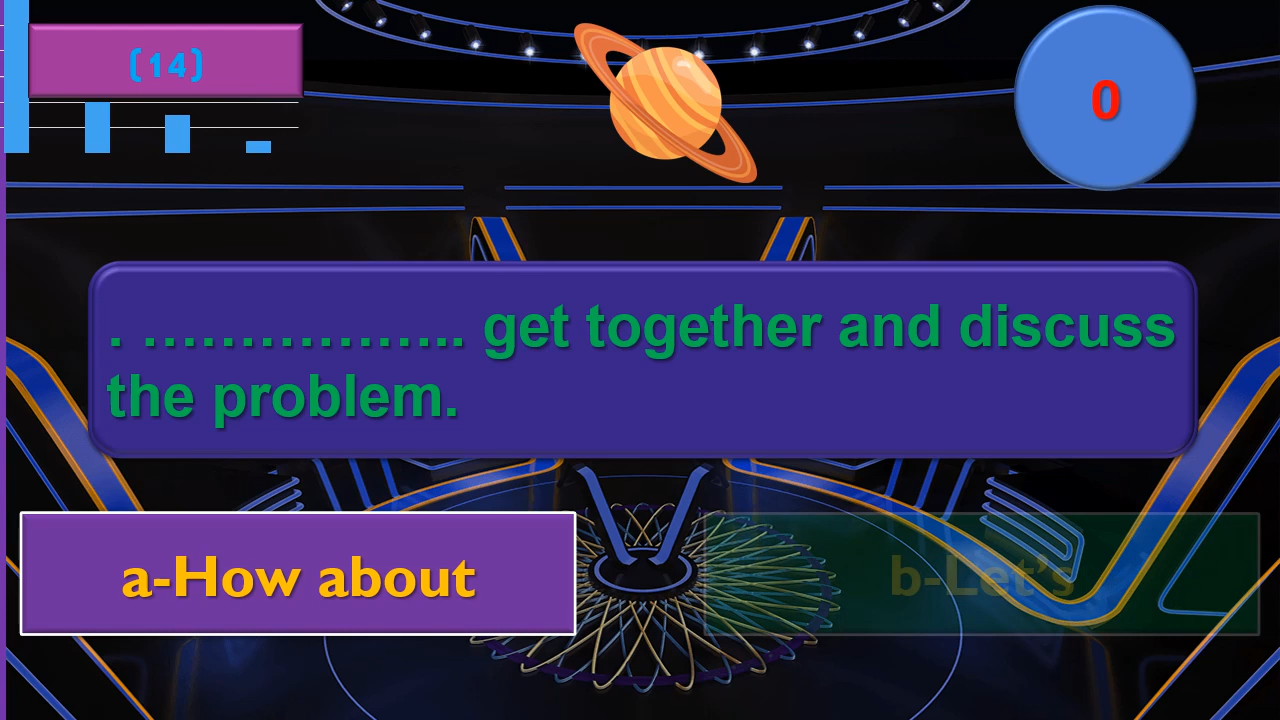 (14)
0
. …………….. get together and discuss
the problem.
a-How about
b-Let’s